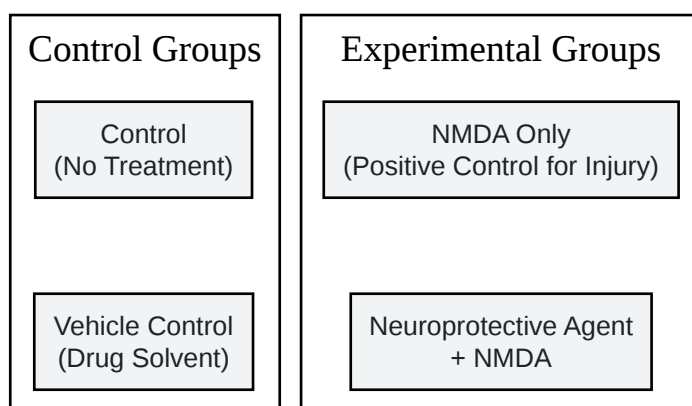 Control Groups
Control
(No Treatment)
Vehicle Control
(Drug Solvent)
Experimental Groups
NMDA Only
(Positive Control for Injury)
Neuroprotective Agent
+ NMDA